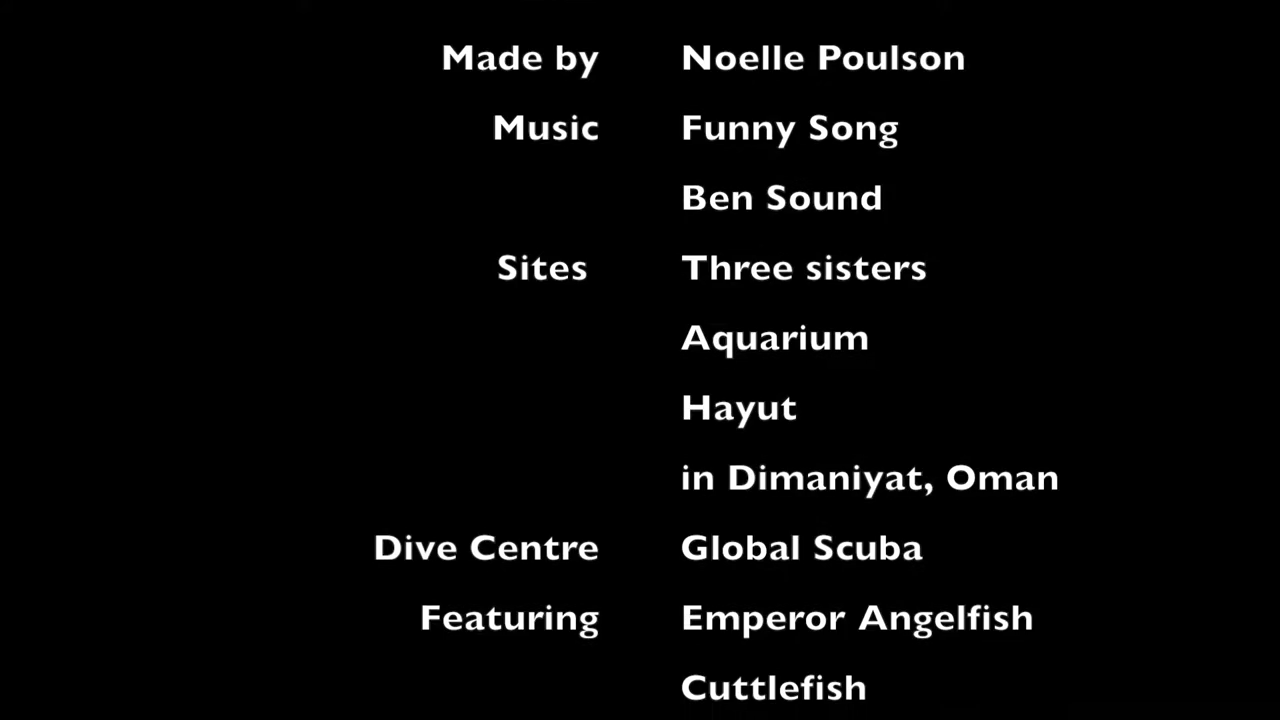 Made by Noelle Poulson
Music Funny Song
Ben Sound
Sites Three sisters
Aquarium
Hayut
in Dimaniyat, Oman
Dive Centre Global Scuba
Featuring Emperor Angelfish
Cuttlefish